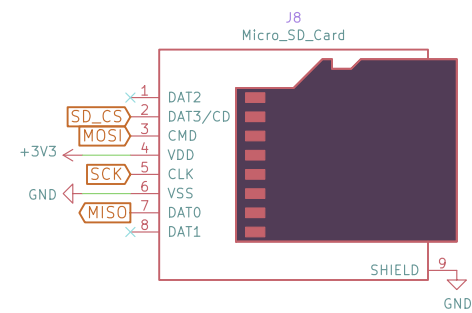 J8
Micro_SD_Card
1 DAT2
SD_CS 2 DAT3/CD
MOSI 3 CMD
+3V3 4 VDD
SCK 5 CLK
GND 6 VSS
MISO 7 DAT0
8 DAT1
SHIELD 9
GND